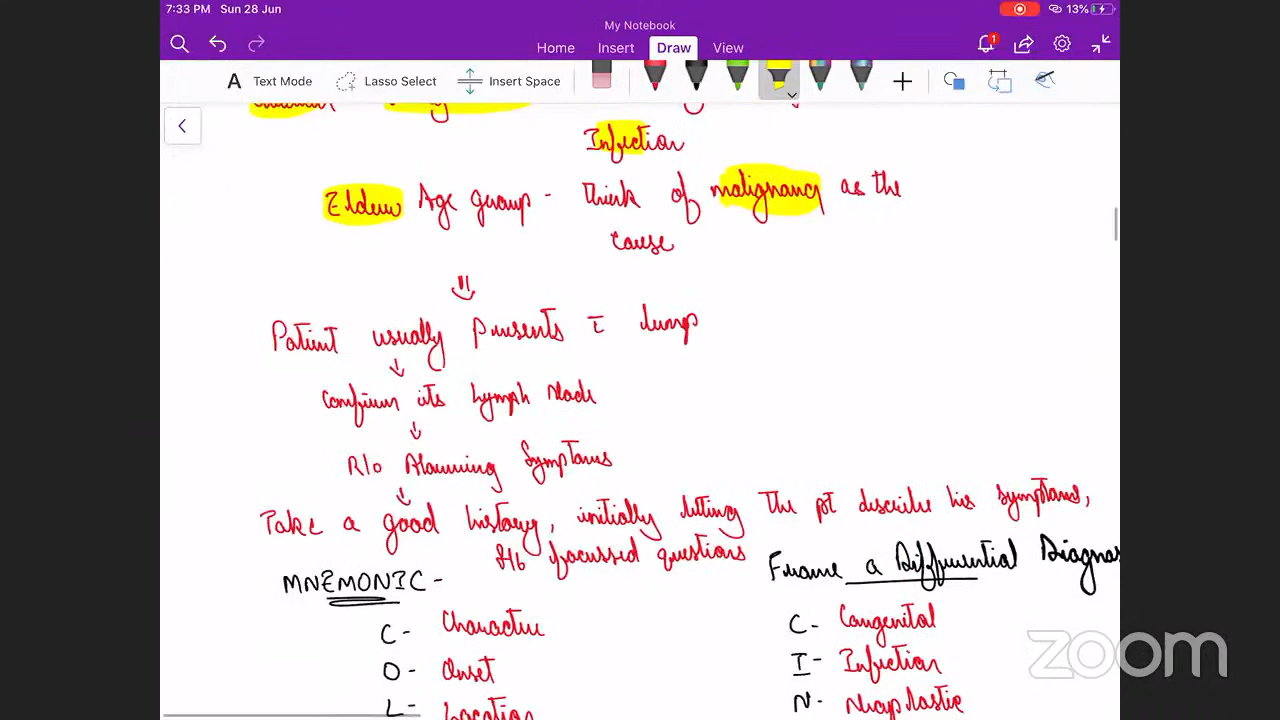 7:33 PM Sun 28 Jun
13%
My Notebook
Home Insert Draw View
1
A Text Mode Lasso Select Insert Space
Infection
Elderly Age group - think of malignancy as the
cause
Patient usually presents c̅ lump
Confirm its lymph node
R/o Alarming Symptoms
Take a good history, initially letting the pt describe his symptoms,
f/b focussed questions
MNEMONIC -
Frame a Differential Diagnos
C- Character
O- Onset
L- Location
C- Congenital
I- Infection
N- Neoplastic
zoom